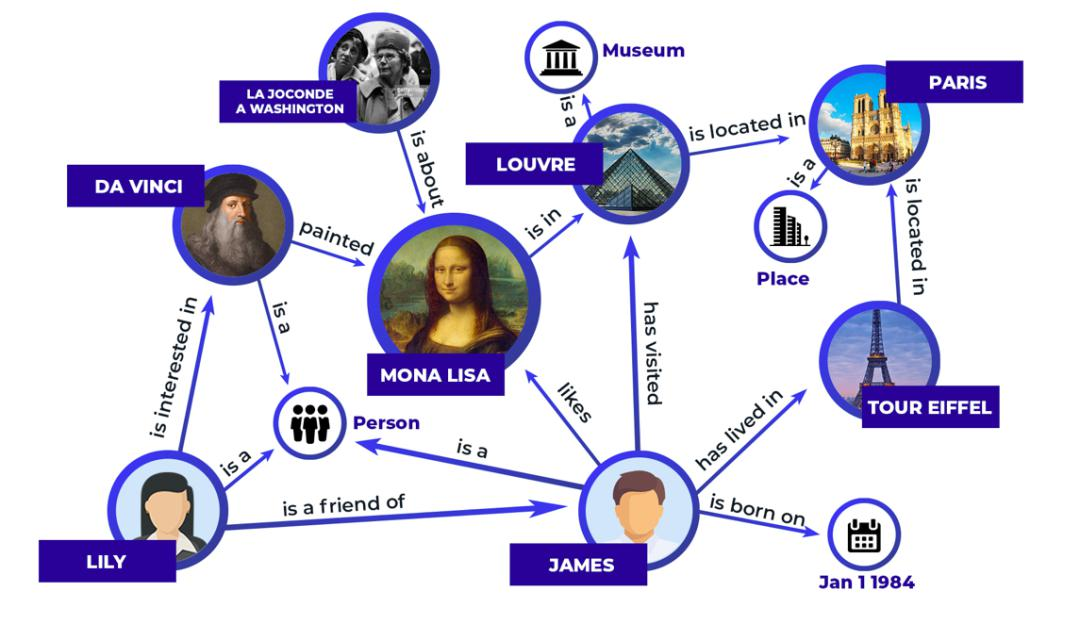 Museum
PARIS
LA JOCONDE
A WASHINGTON
is a
is located in
is about
LOUVRE
is a
DA VINCI
is in
is located in
painted
Place
is a
has visited
is interested in
MONA LISA
likes
TOUR EIFFEL
Person
has lived in
is a
is a
is a friend of
is born on
LILY
JAMES
Jan 1 1984